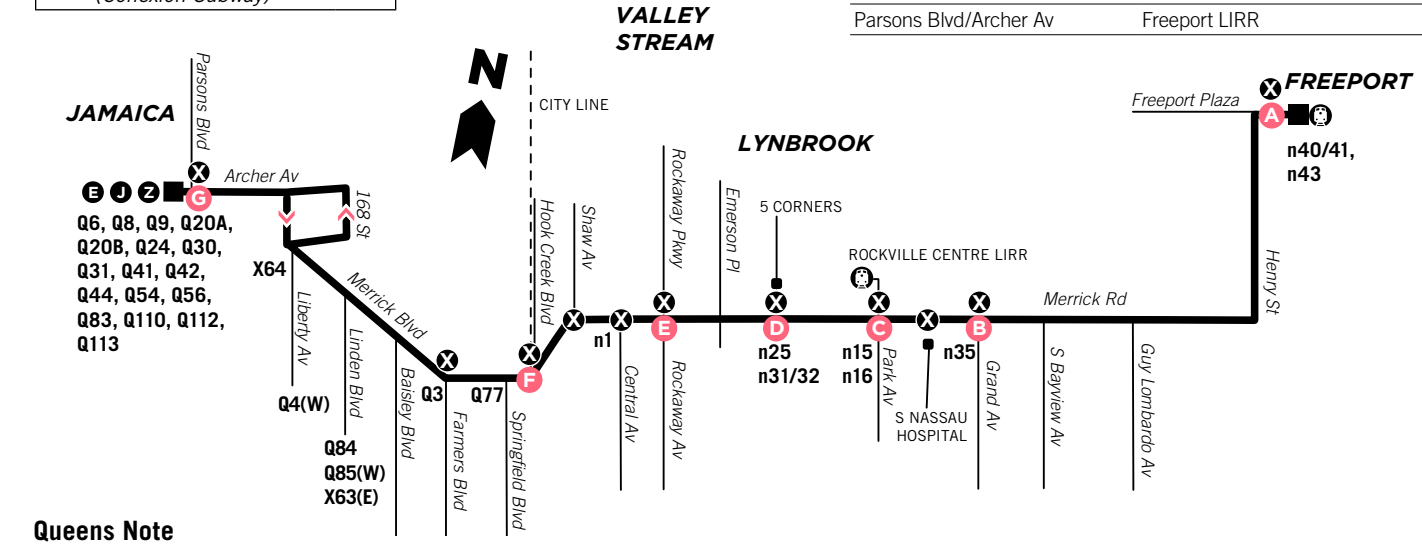 (Conexión Subway)
VALLEY
STREAM
Parsons Blvd/Archer Av Freeport LIRR
Parsons Blvd
N
CITY LINE
JAMAICA
LYNBROOK
Freeport Plaza
X
FREEPORT
A
n40/41,
n43
X
Archer Av
E J Z
G
168 St
Q6, Q8, Q9, Q20A,
Q20B, Q24, Q30,
Q31, Q41, Q42,
Q44, Q54, Q56,
Q83, Q110, Q112,
Q113
X64
Liberty Av
Q4(W)
Merrick Blvd
Linden Blvd
Q84
Q85(W)
X63(E)
Baisley Blvd
X
Q3
Farmers Blvd
Q77
Springfield Blvd
X
F
Hook Creek Blvd
Shaw Av
X
X
n1
Central Av
Rockaway Pkwy
X
E
Rockaway Av
Emerson Pl
5 CORNERS
X
D
n25
n31/32
ROCKVILLE CENTRE LIRR
X
C
n15
n16
Park Av
X
S NASSAU
HOSPITAL
X
B
n35
Grand Av
Merrick Rd
S Bayview Av
Guy Lombardo Av
Henry St
Queens Note